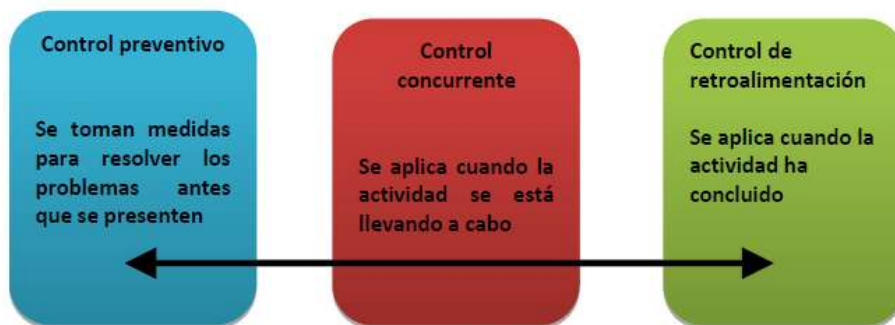 Control preventivo
Se toman medidas
para resolver los
problemas antes
que se presenten
Control
concurrente
Se aplica cuando la
actividad se está
llevando a cabo
Control de
retroalimentación
Se aplica cuando la
actividad ha
concluido